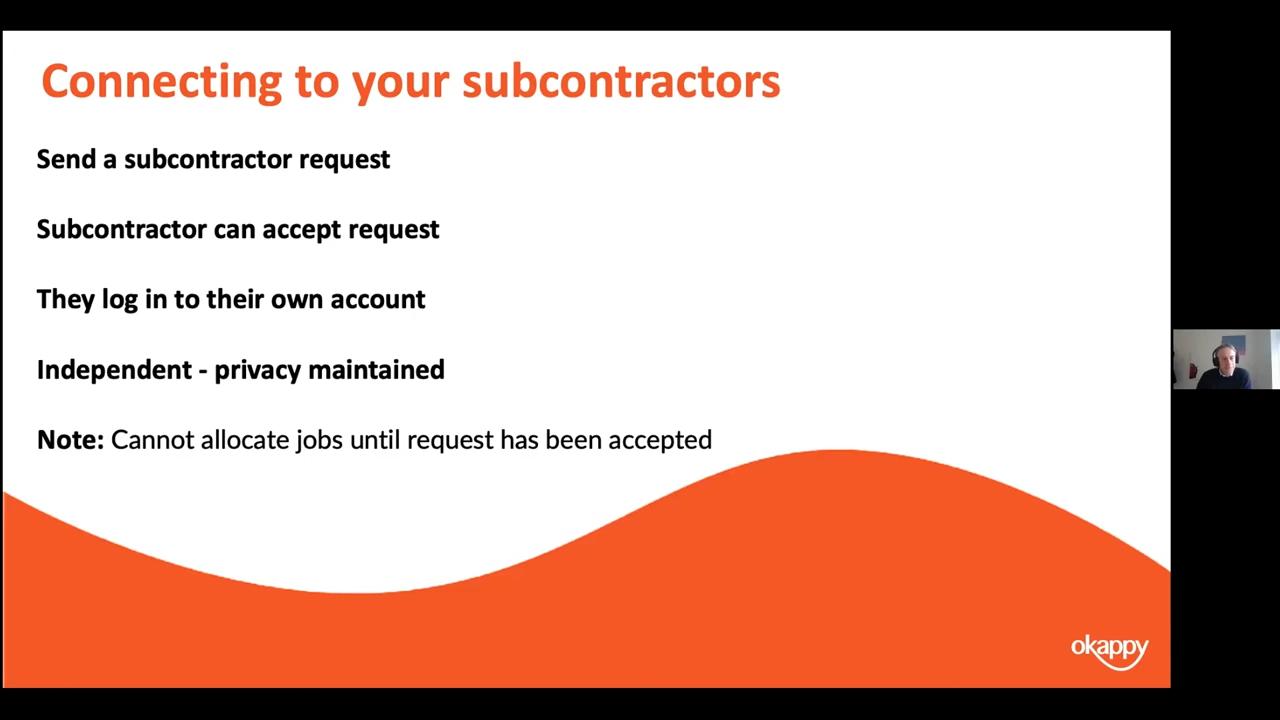 Connecting to your subcontractors
Send a subcontractor request
Subcontractor can accept request
They log in to their own account
Independent - privacy maintained
Note: Cannot allocate jobs until request has been accepted
okappy